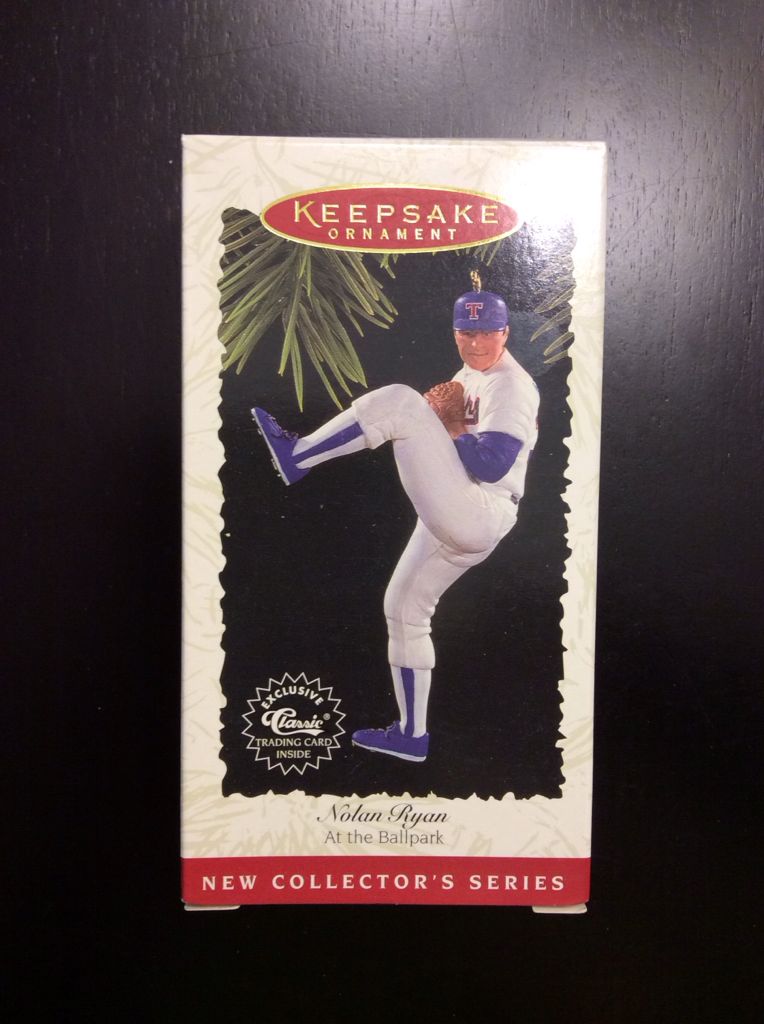 KEEPSAKE
ORNAMENT
T
EXCLUSIVE
Classic®
TRADING CARD
INSIDE
Nolan Ryan
At the Ballpark
NEW COLLECTOR'S SERIES